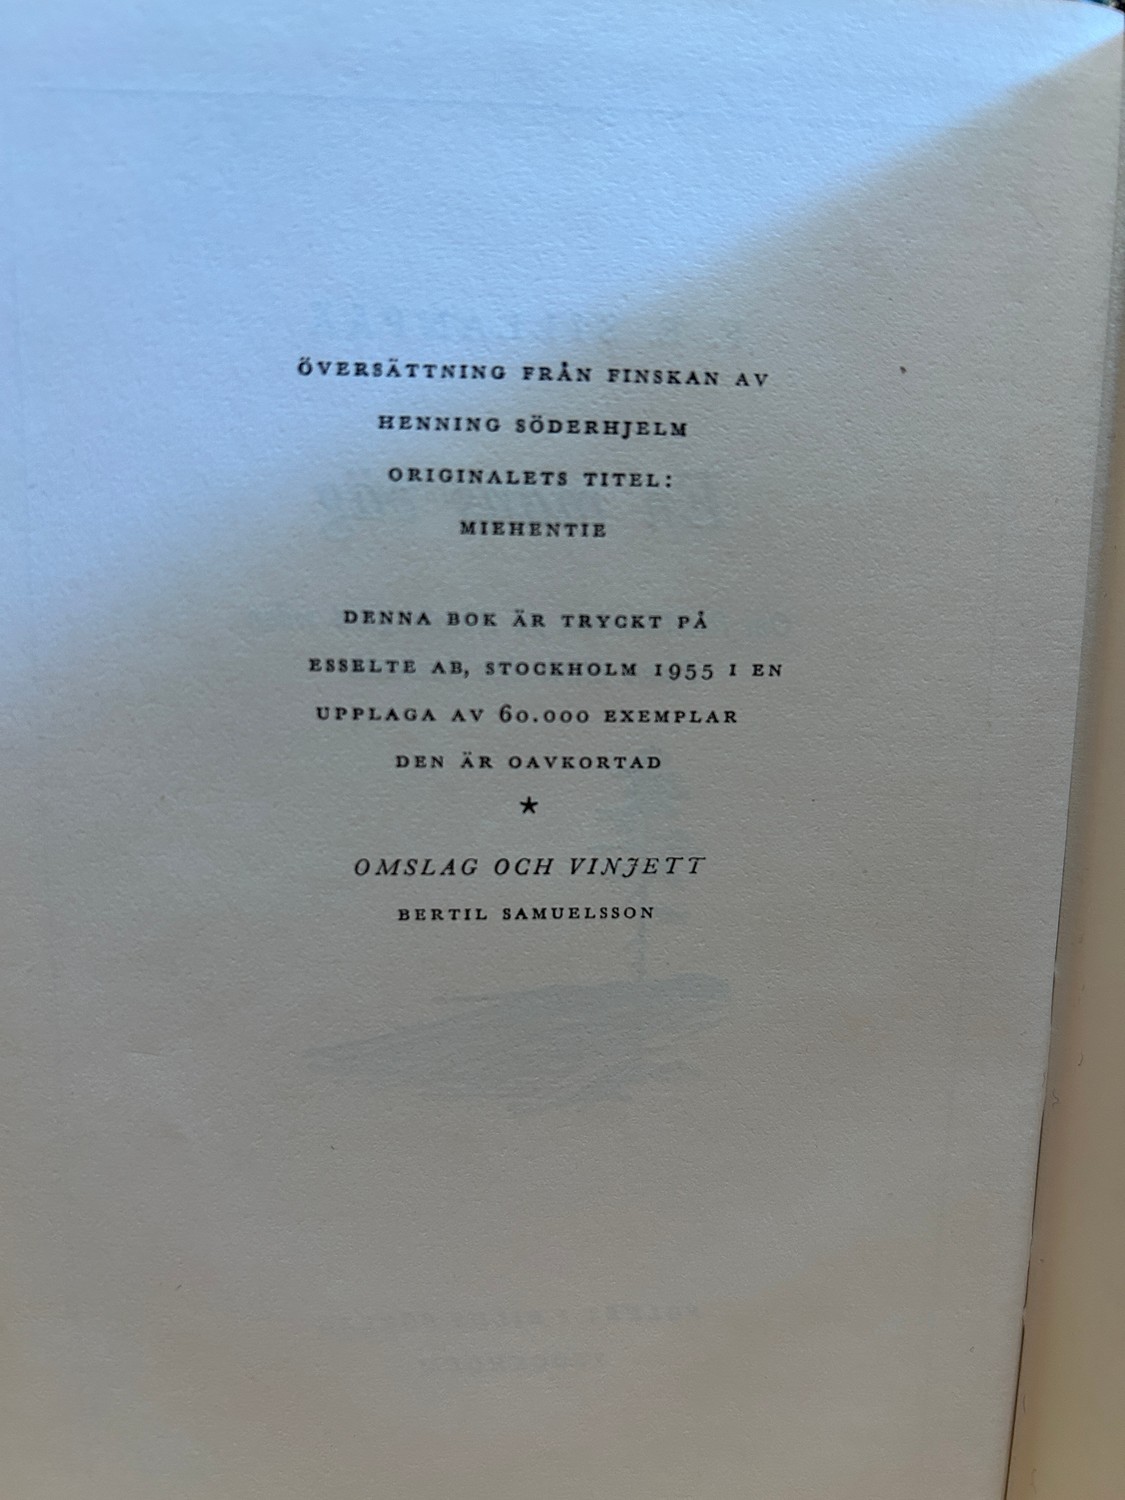 ÖVERSÄTTNING FRÅN FINSKAN AV
HENNING SÖDERHJELM
ORIGINALETS TITEL:
MIEHENTIE
DENNA BOK ÄR TRYCKT PÅ
ESSELTE AB, STOCKHOLM 1955 I EN
UPPLAGA AV 60.000 EXEMPLAR
DEN ÄR OAVKORTAD
★
OMSLAG OCH VINJETT
BERTIL SAMUELSSON